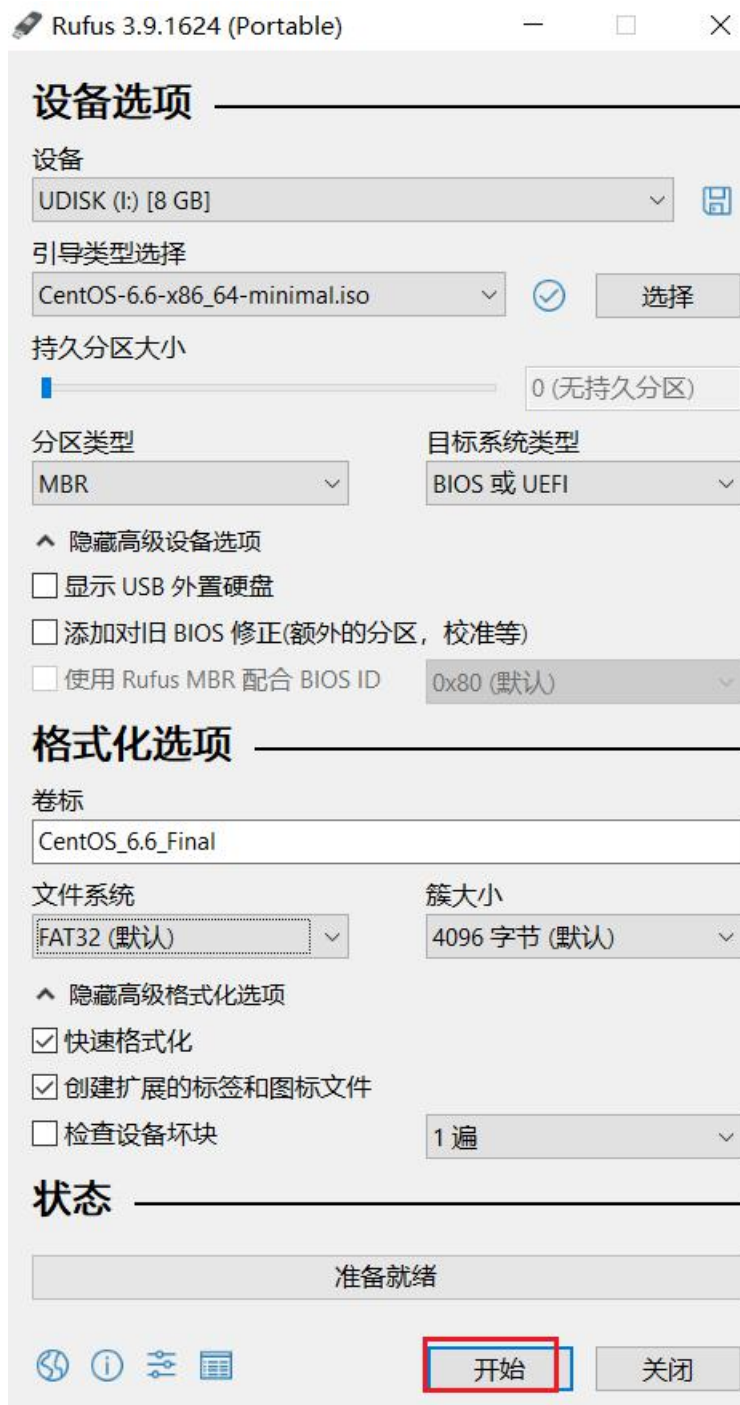 Rufus 3.9.1624 (Portable)
设备选项
设备
UDISK (I:) [8 GB]
引导类型选择
CentOS-6.6-x86_64-minimal.iso
选择
持久分区大小
0 (无持久分区)
分区类型
目标系统类型
MBR
BIOS 或 UEFI
隐藏高级设备选项
显示 USB 外置硬盘
添加对旧 BIOS 修正(额外的分区，校准等)
使用 Rufus MBR 配合 BIOS ID
0x80 (默认)
格式化选项
卷标
CentOS_6.6_Final
文件系统
簇大小
FAT32 (默认)
4096 字节 (默认)
隐藏高级格式化选项
快速格式化
创建扩展的标签和图标文件
检查设备坏块
1 遍
状态
准备就绪
开始
关闭